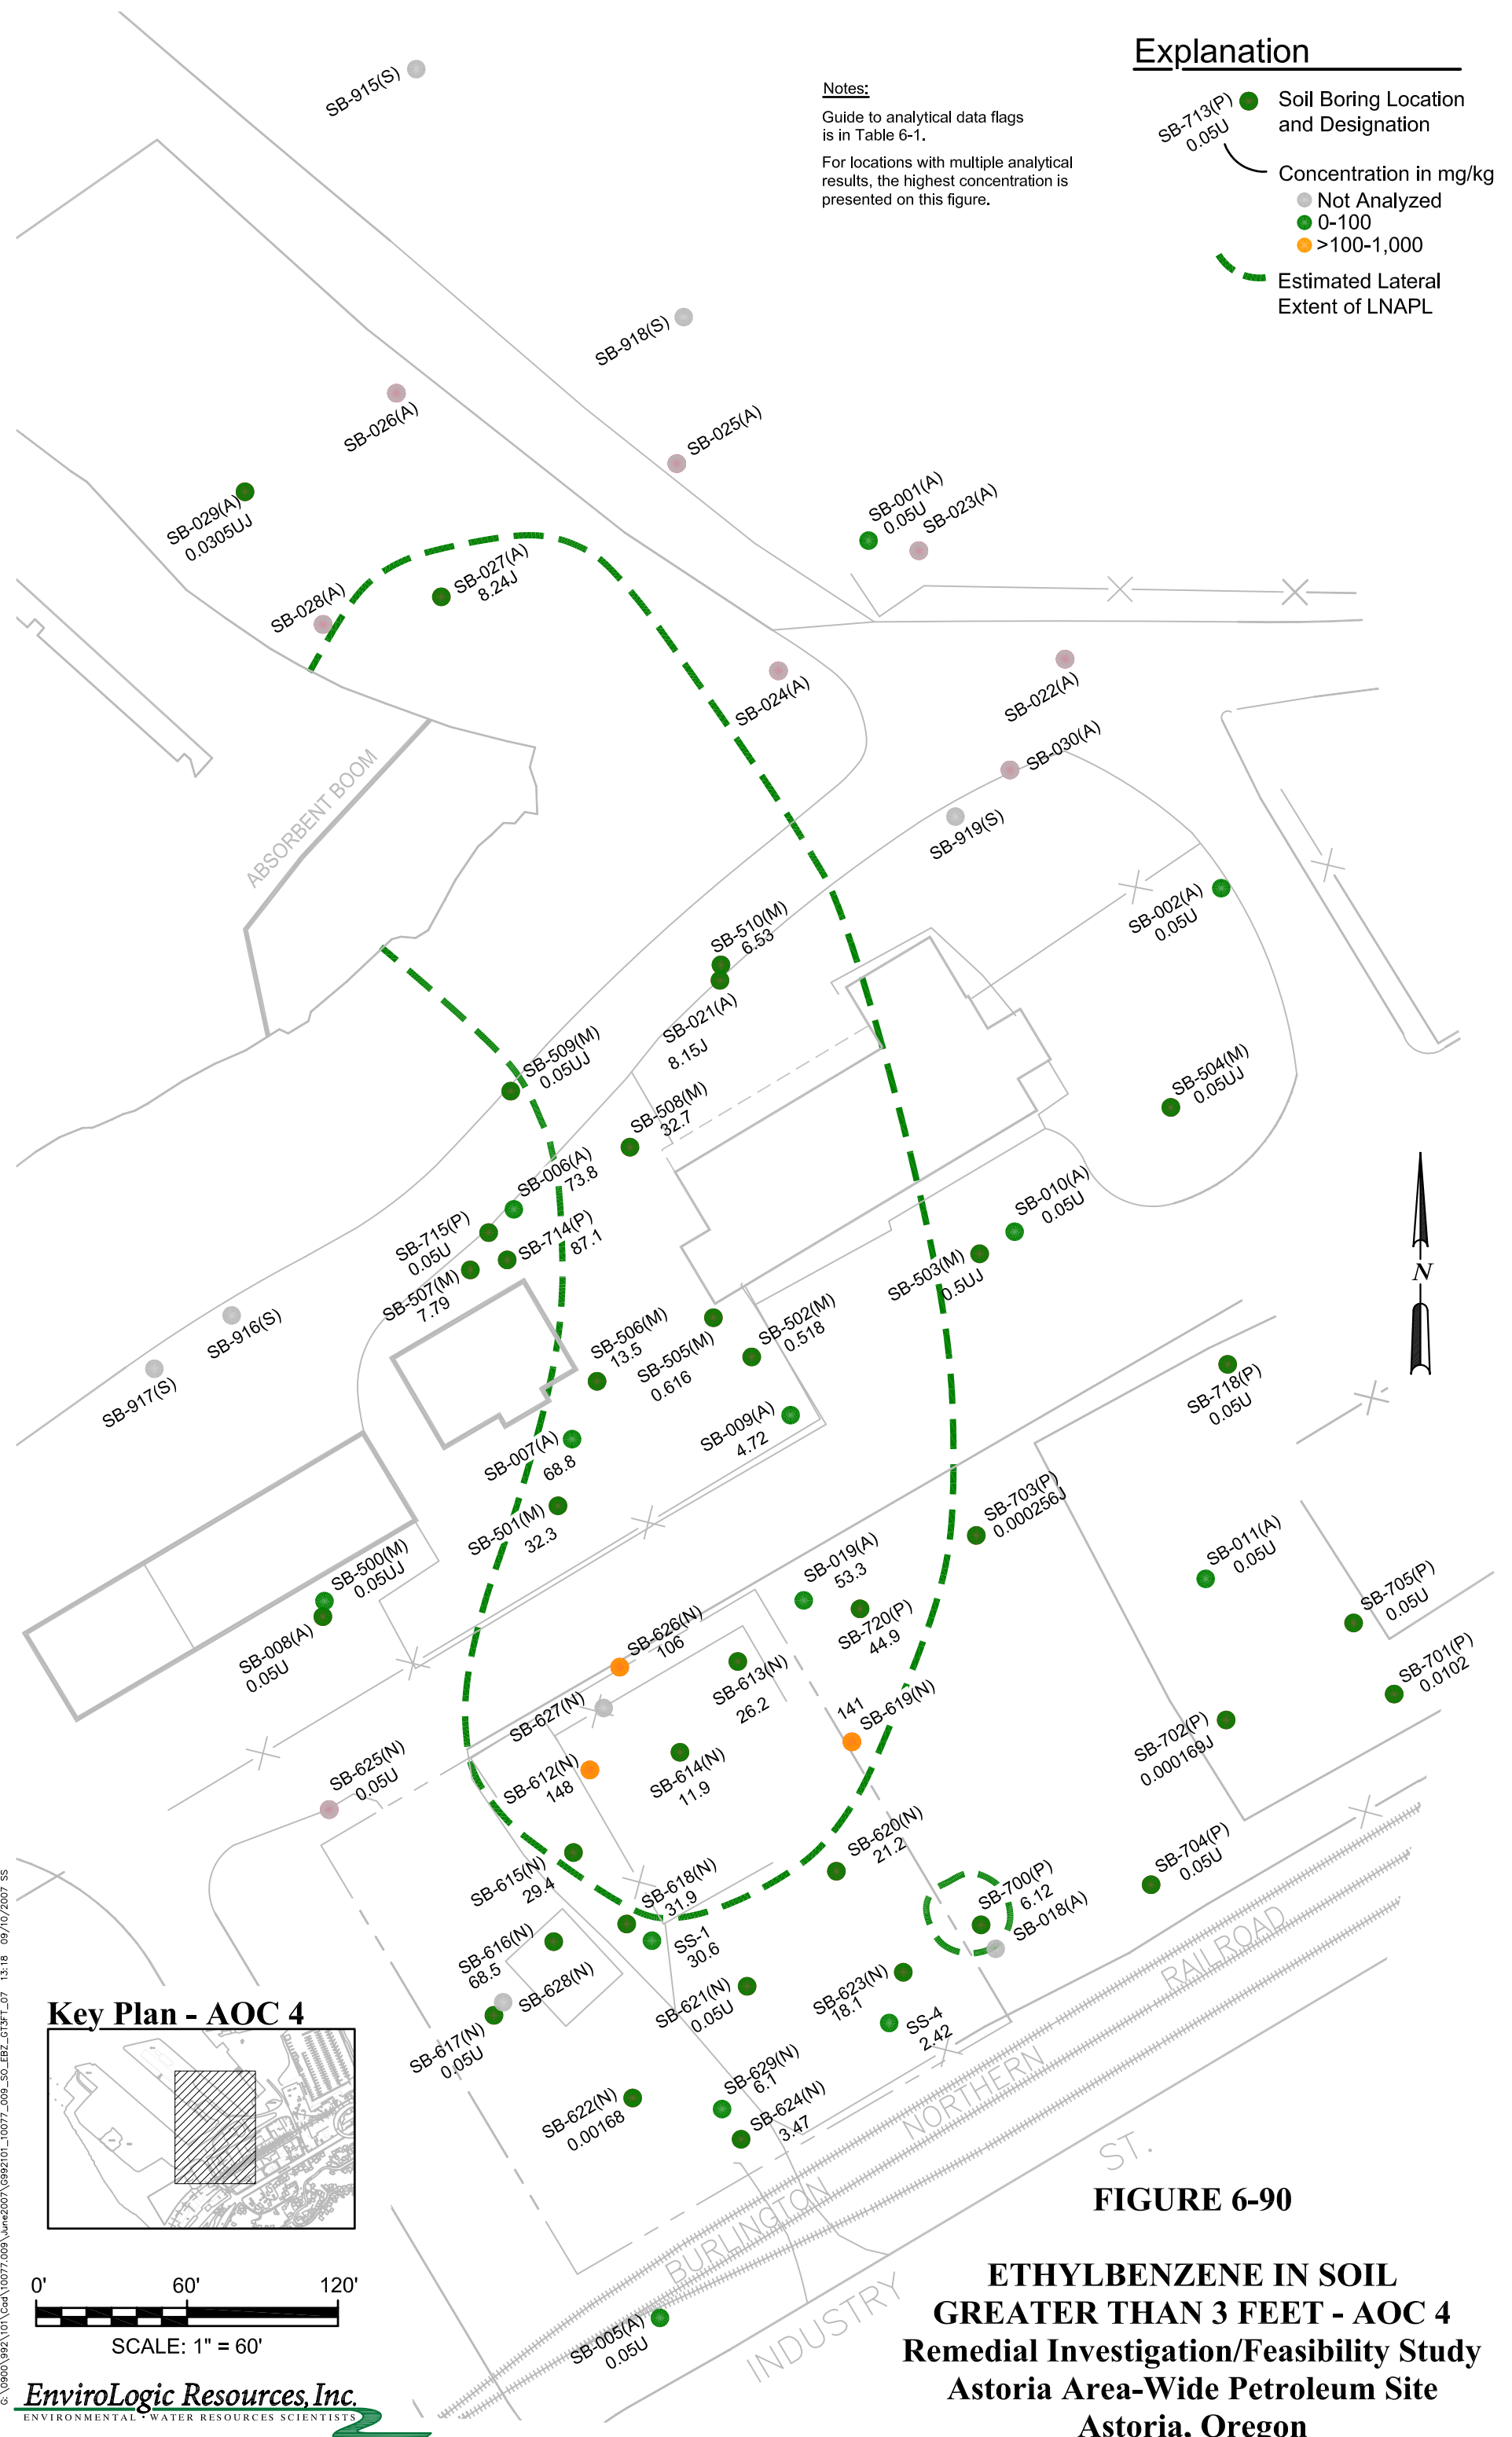 Explanation
SB-713(P)
0.05U
Soil Boring Location
and Designation
Concentration in mg/kg
Not Analyzed
0-100
>100-1,000
Estimated Lateral
Extent of LNAPL
Notes:
Guide to analytical data flags
is in Table 6-1.
For locations with multiple analytical
results, the highest concentration is
presented on this figure.
SB-915(S)
SB-918(S)
SB-026(A)
SB-025(A)
SB-001(A)
0.05U
SB-023(A)
SB-029(A)
0.0305UJ
SB-027(A)
8.24J
SB-028(A)
SB-024(A)
SB-022(A)
SB-030(A)
SB-919(S)
ABSORBENT BOOM
SB-002(A)
0.05U
SB-510(M)
6.53
SB-021(A)
8.15J
SB-509(M)
0.05UJ
SB-504(M)
0.05UJ
SB-508(M)
32.7
SB-006(A)
73.8
SB-010(A)
0.05U
SB-715(P)
0.05U
SB-714(P)
87.1
SB-503(M)
0.5UJ
SB-507(M)
7.79
N
SB-916(S)
SB-506(M)
13.5
SB-505(M)
0.616
SB-502(M)
0.518
SB-917(S)
SB-718(P)
0.05U
SB-009(A)
4.72
SB-007(A)
68.8
SB-501(M)
32.3
SB-703(P)
0.000256J
SB-500(M)
0.05UJ
SB-019(A)
53.3
SB-011(A)
0.05U
SB-008(A)
0.05U
SB-720(P)
44.9
SB-705(P)
0.05U
SB-626(N)
106
SB-613(N)
26.2
SB-701(P)
0.0102
SB-627(N)
141
SB-619(N)
SB-702(P)
0.000169J
SB-625(N)
0.05U
SB-612(N)
148
SB-614(N)
11.9
SB-620(N)
21.2
SB-615(N)
29.4
SB-618(N)
31.9
SB-704(P)
0.05U
SB-700(P)
6.12
SB-018(A)
SS-1
30.6
SB-616(N)
68.5
SB-628(N)
SB-621(N)
0.05U
SB-623(N)
18.1
SS-4
2.42
SB-617(N)
0.05U
SB-629(N)
6.1
SB-622(N)
0.00168
SB-624(N)
3.47
SB-005(A)
0.05U
BURLINGTON NORTHERN RAILROAD
INDUSTRY ST.
Key Plan - AOC 4
0' 60' 120'
SCALE: 1" = 60'
EnviroLogic Resources, Inc.
ENVIRONMENTAL • WATER RESOURCES SCIENTISTS
G:\0900\992\101\Cad\10077.009\June2007\G992101_10077_009_SO_EBZ_GT3FT_07 13:18 09/10/2007 SS
FIGURE 6-90
ETHYLBENZENE IN SOIL
GREATER THAN 3 FEET - AOC 4
Remedial Investigation/Feasibility Study
Astoria Area-Wide Petroleum Site
Astoria, Oregon